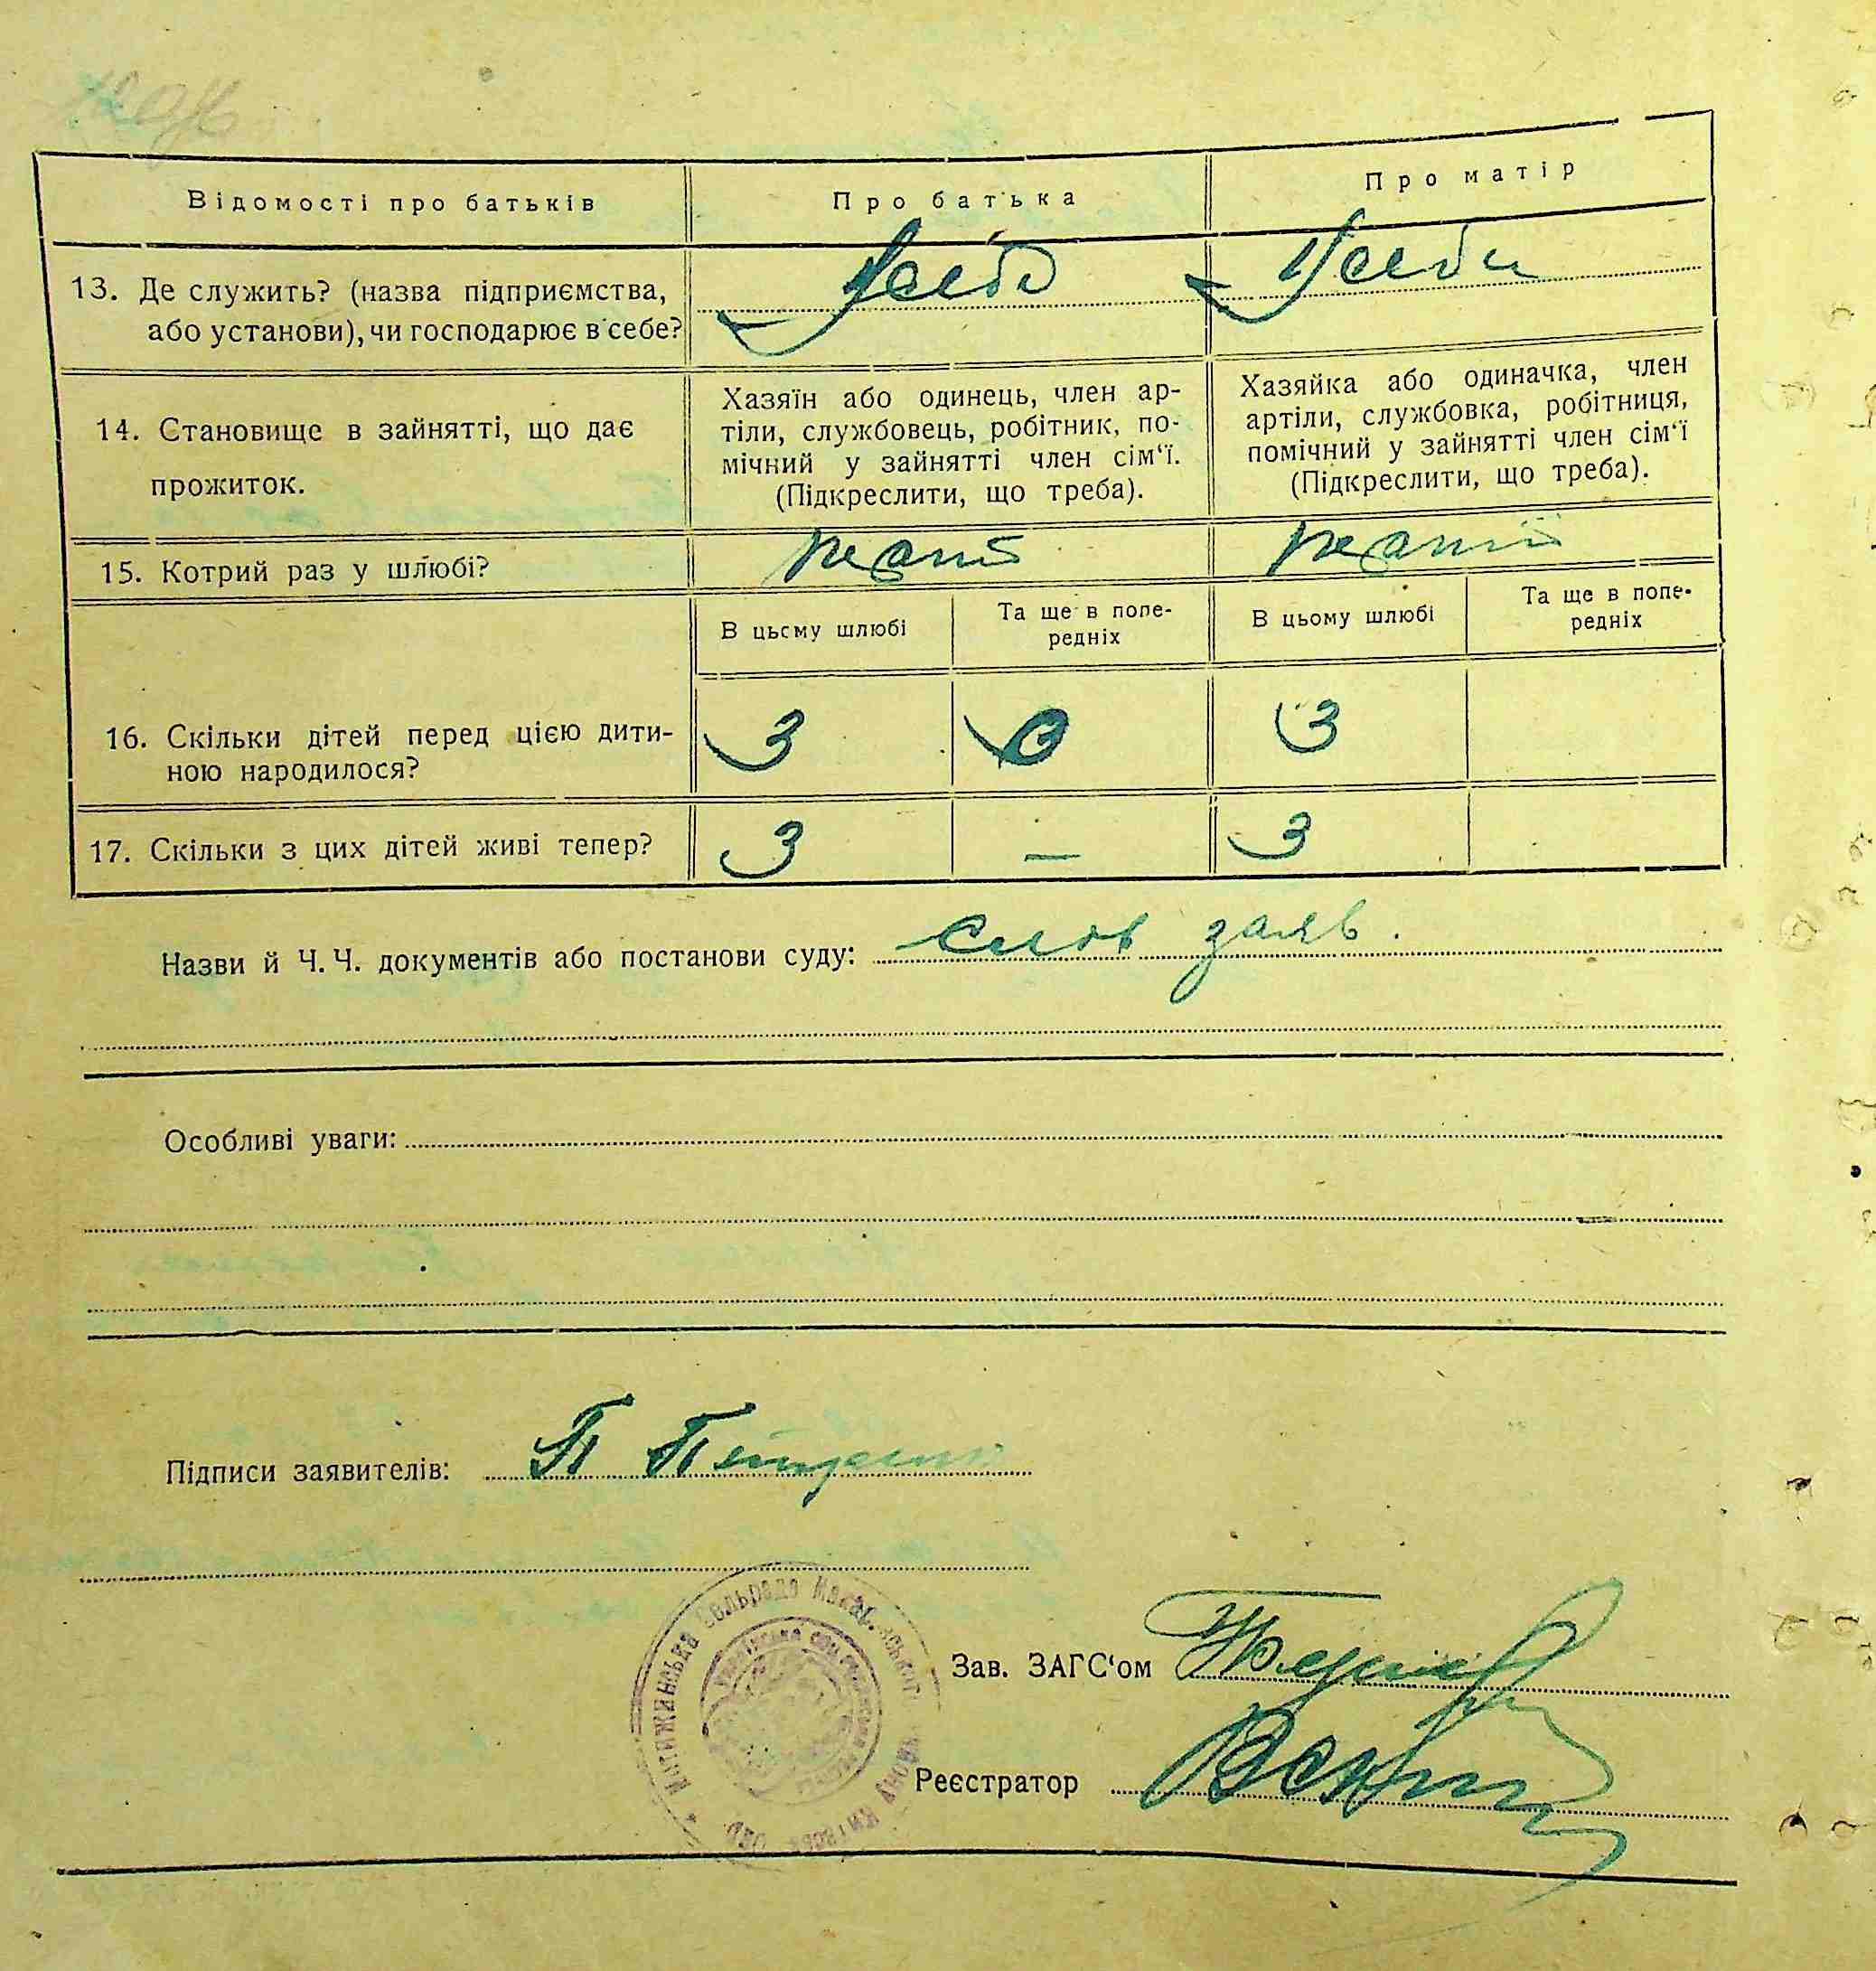 Відомості про батьків
Про батька
Про матір
13. Де служить? (назва підприємства,
або установи), чи господарює в себе?
У себе
У себе
14. Становище в зайнятті, що дає
прожиток.
Хазяїн або одинець, член ар-
тіли, службовець, робітник, по-
мічний у зайнятті член сім‘ї.
(Підкреслити, що треба).
Хазяйка або одиначка, член
артіли, службовка, робітниця,
помічний у зайнятті член сім‘ї
(Підкреслити, що треба).
15. Котрий раз у шлюбі?
В цьому шлюбі
Та ще в попе-
редніх
В цьому шлюбі
Та ще в попе-
редніх
16. Скільки дітей перед цією дити-
ною народилося?
3
0
3
17. Скільки з цих дітей живі тепер?
3
—
3
Назви й Ч. Ч. документів або постанови суду: слов заяв.
Особливі уваги:
Підписи заявителів: П
Мотижинська Сельрада
Зав. ЗАГС‘ом
Реєстратор